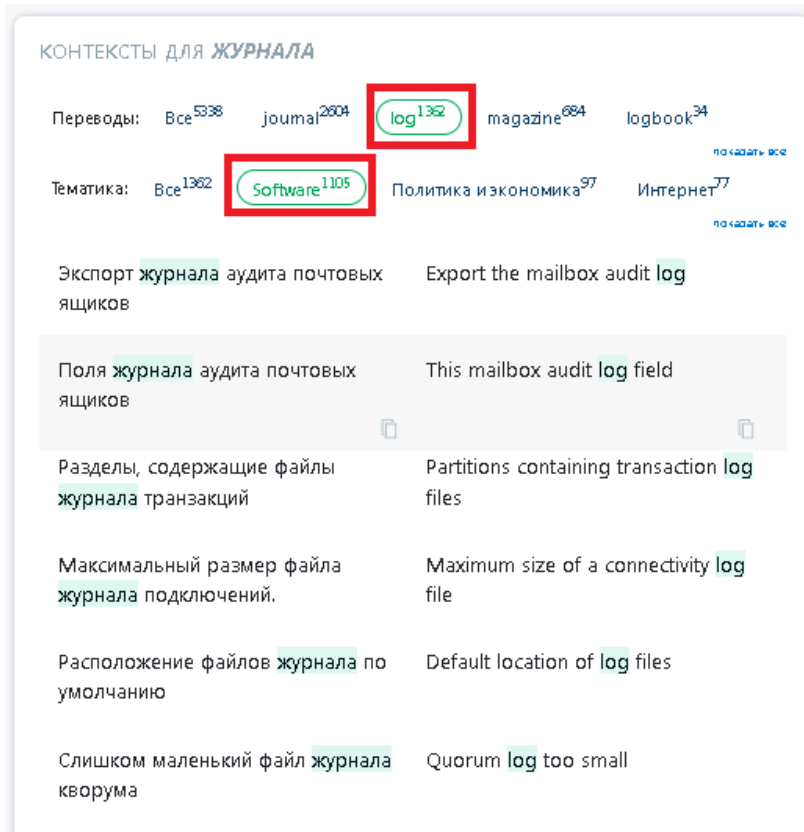 КОНТЕКСТЫ ДЛЯ ЖУРНАЛА
Переводы: Все5338 journal2604 log1362 magazine684 logbook34
показать все
Тематика: Все1362 Software1105 Политика и экономика97 Интернет77
показать все
Экспорт журнала аудита почтовых Export the mailbox audit log
ящиков
Поля журнала аудита почтовых This mailbox audit log field
ящиков
Разделы, содержащие файлы Partitions containing transaction log
журнала транзакций files
Максимальный размер файла Maximum size of a connectivity log
журнала подключений. file
Расположение файлов журнала по Default location of log files
умолчанию
Слишком маленький файл журнала Quorum log too small
кворума